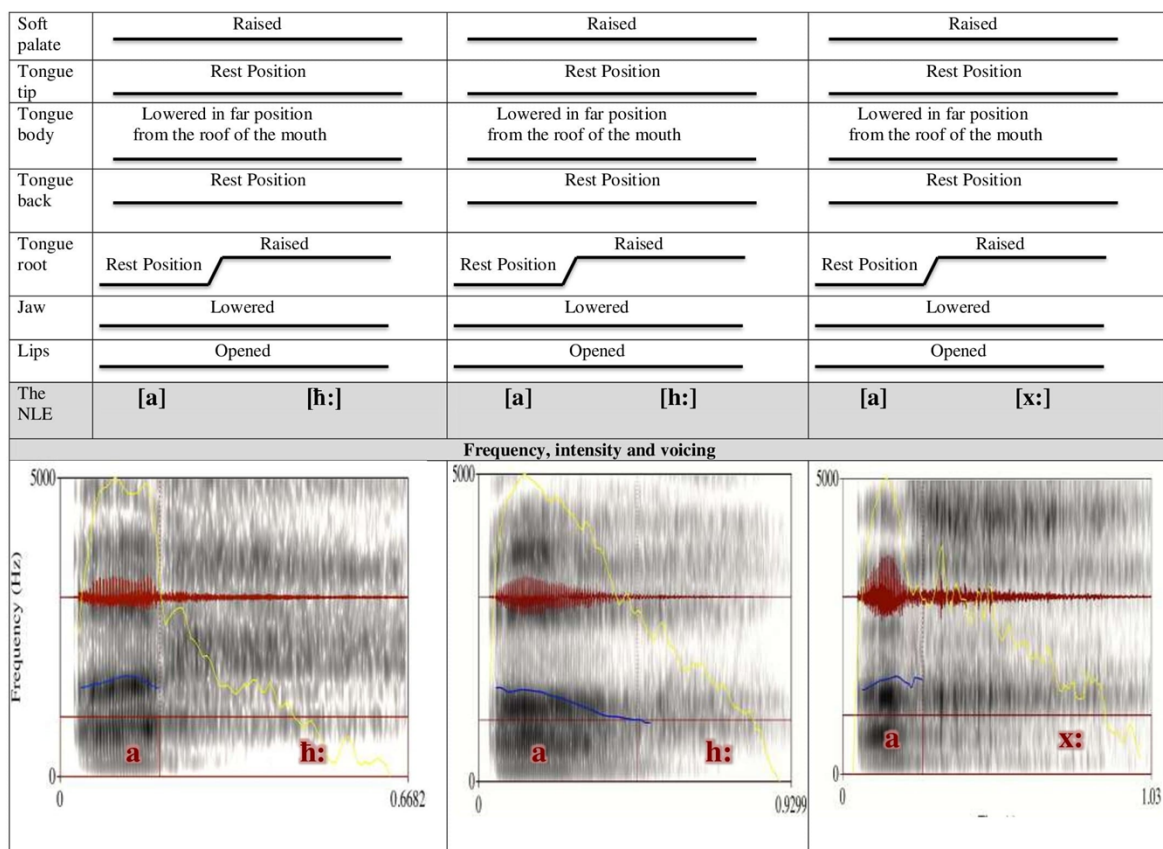 Soft palate Raised Raised Raised
Tongue tip Rest Position Rest Position Rest Position
Tongue body Lowered in far position from the roof of the mouth Lowered in far position from the roof of the mouth Lowered in far position from the roof of the mouth
Tongue back Rest Position Rest Position Rest Position
Tongue root Rest Position Raised Rest Position Raised Rest Position Raised
Jaw Lowered Lowered Lowered
Lips Opened Opened Opened
The NLE [a] [ħ:] [a] [h:] [a] [x:]
Frequency, intensity and voicing
5000 5000 5000
Frequency (Hz)
a ħ: a h: a x:
0 0 0
0 0.6682 0 0.9299 0 1.03